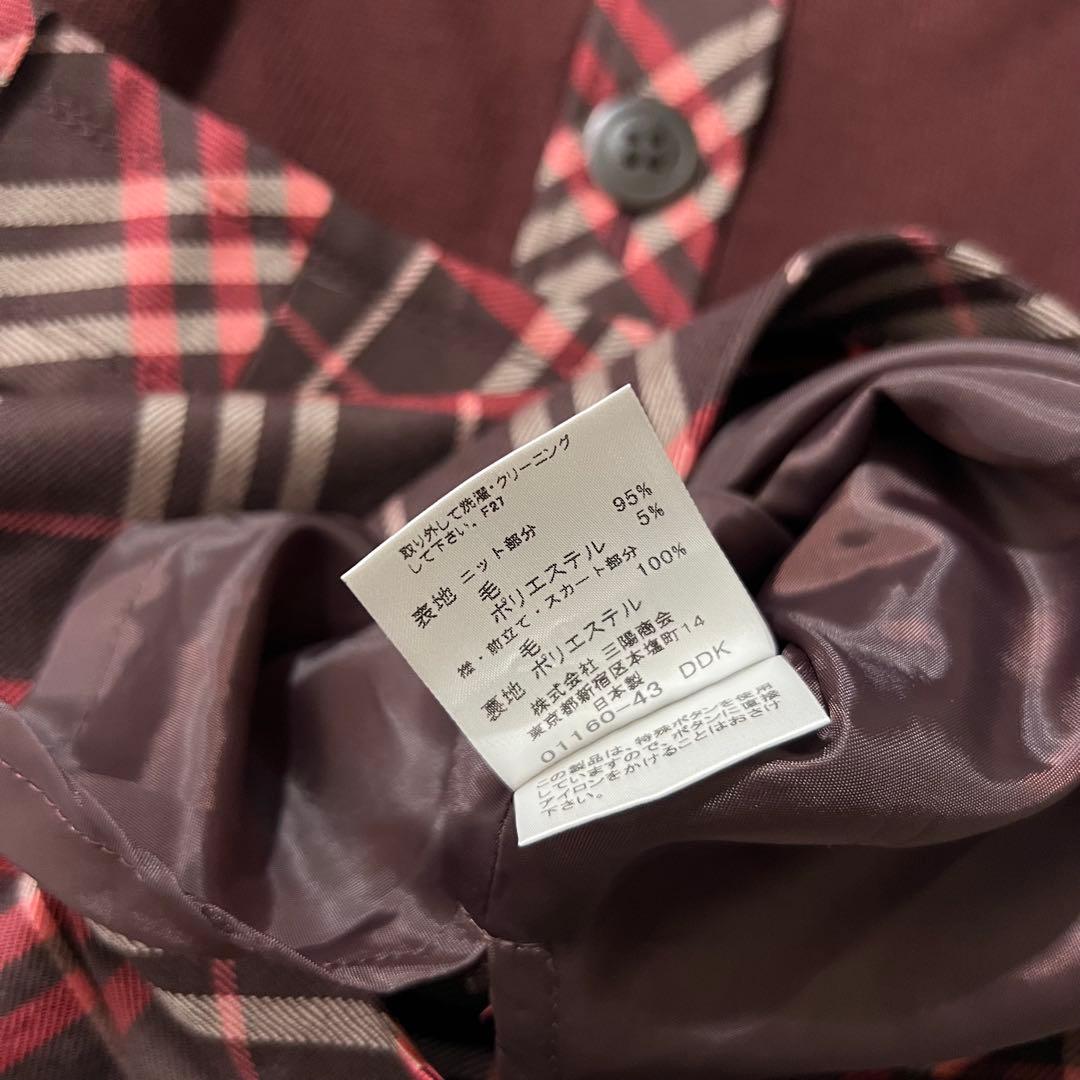 取り外して洗濯・クリーニング
して下さい。F27
表地 ニット部分
毛 95%
ポリエステル 5%
襟・前立て・スカート部分
毛 100%
裏地 ポリエステル
株式会社 三陽商会
東京都新宿区本塩町14
日本製
01160-43 DDK
この製品は、特殊ボタンを使用
していますので、ボタンに直接
アイロンをかけることはおさけ
下さい。